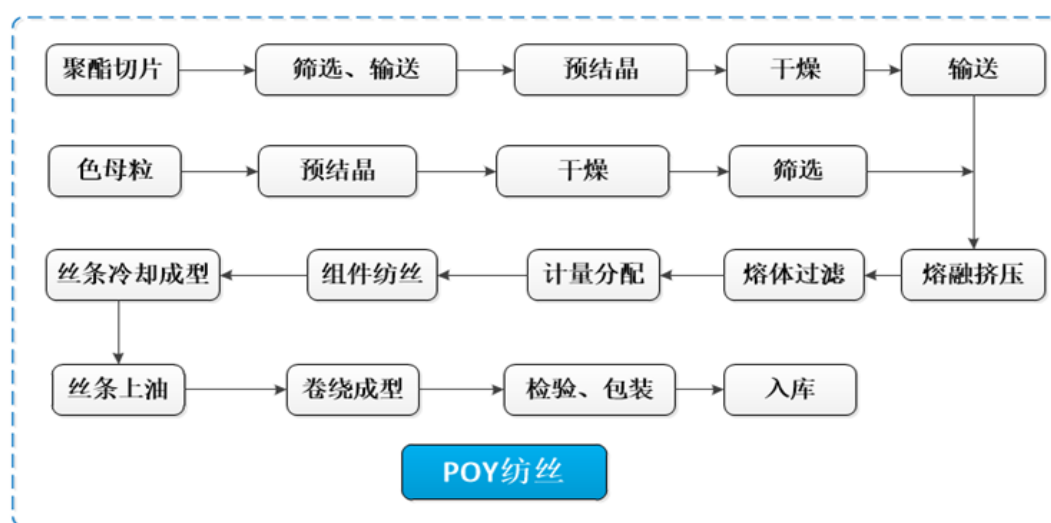 聚酯切片
筛选、输送
预结晶
干燥
输送
色母粒
预结晶
干燥
筛选
丝条冷却成型
组件纺丝
计量分配
熔体过滤
熔融挤压
丝条上油
卷绕成型
检验、包装
入库
POY纺丝